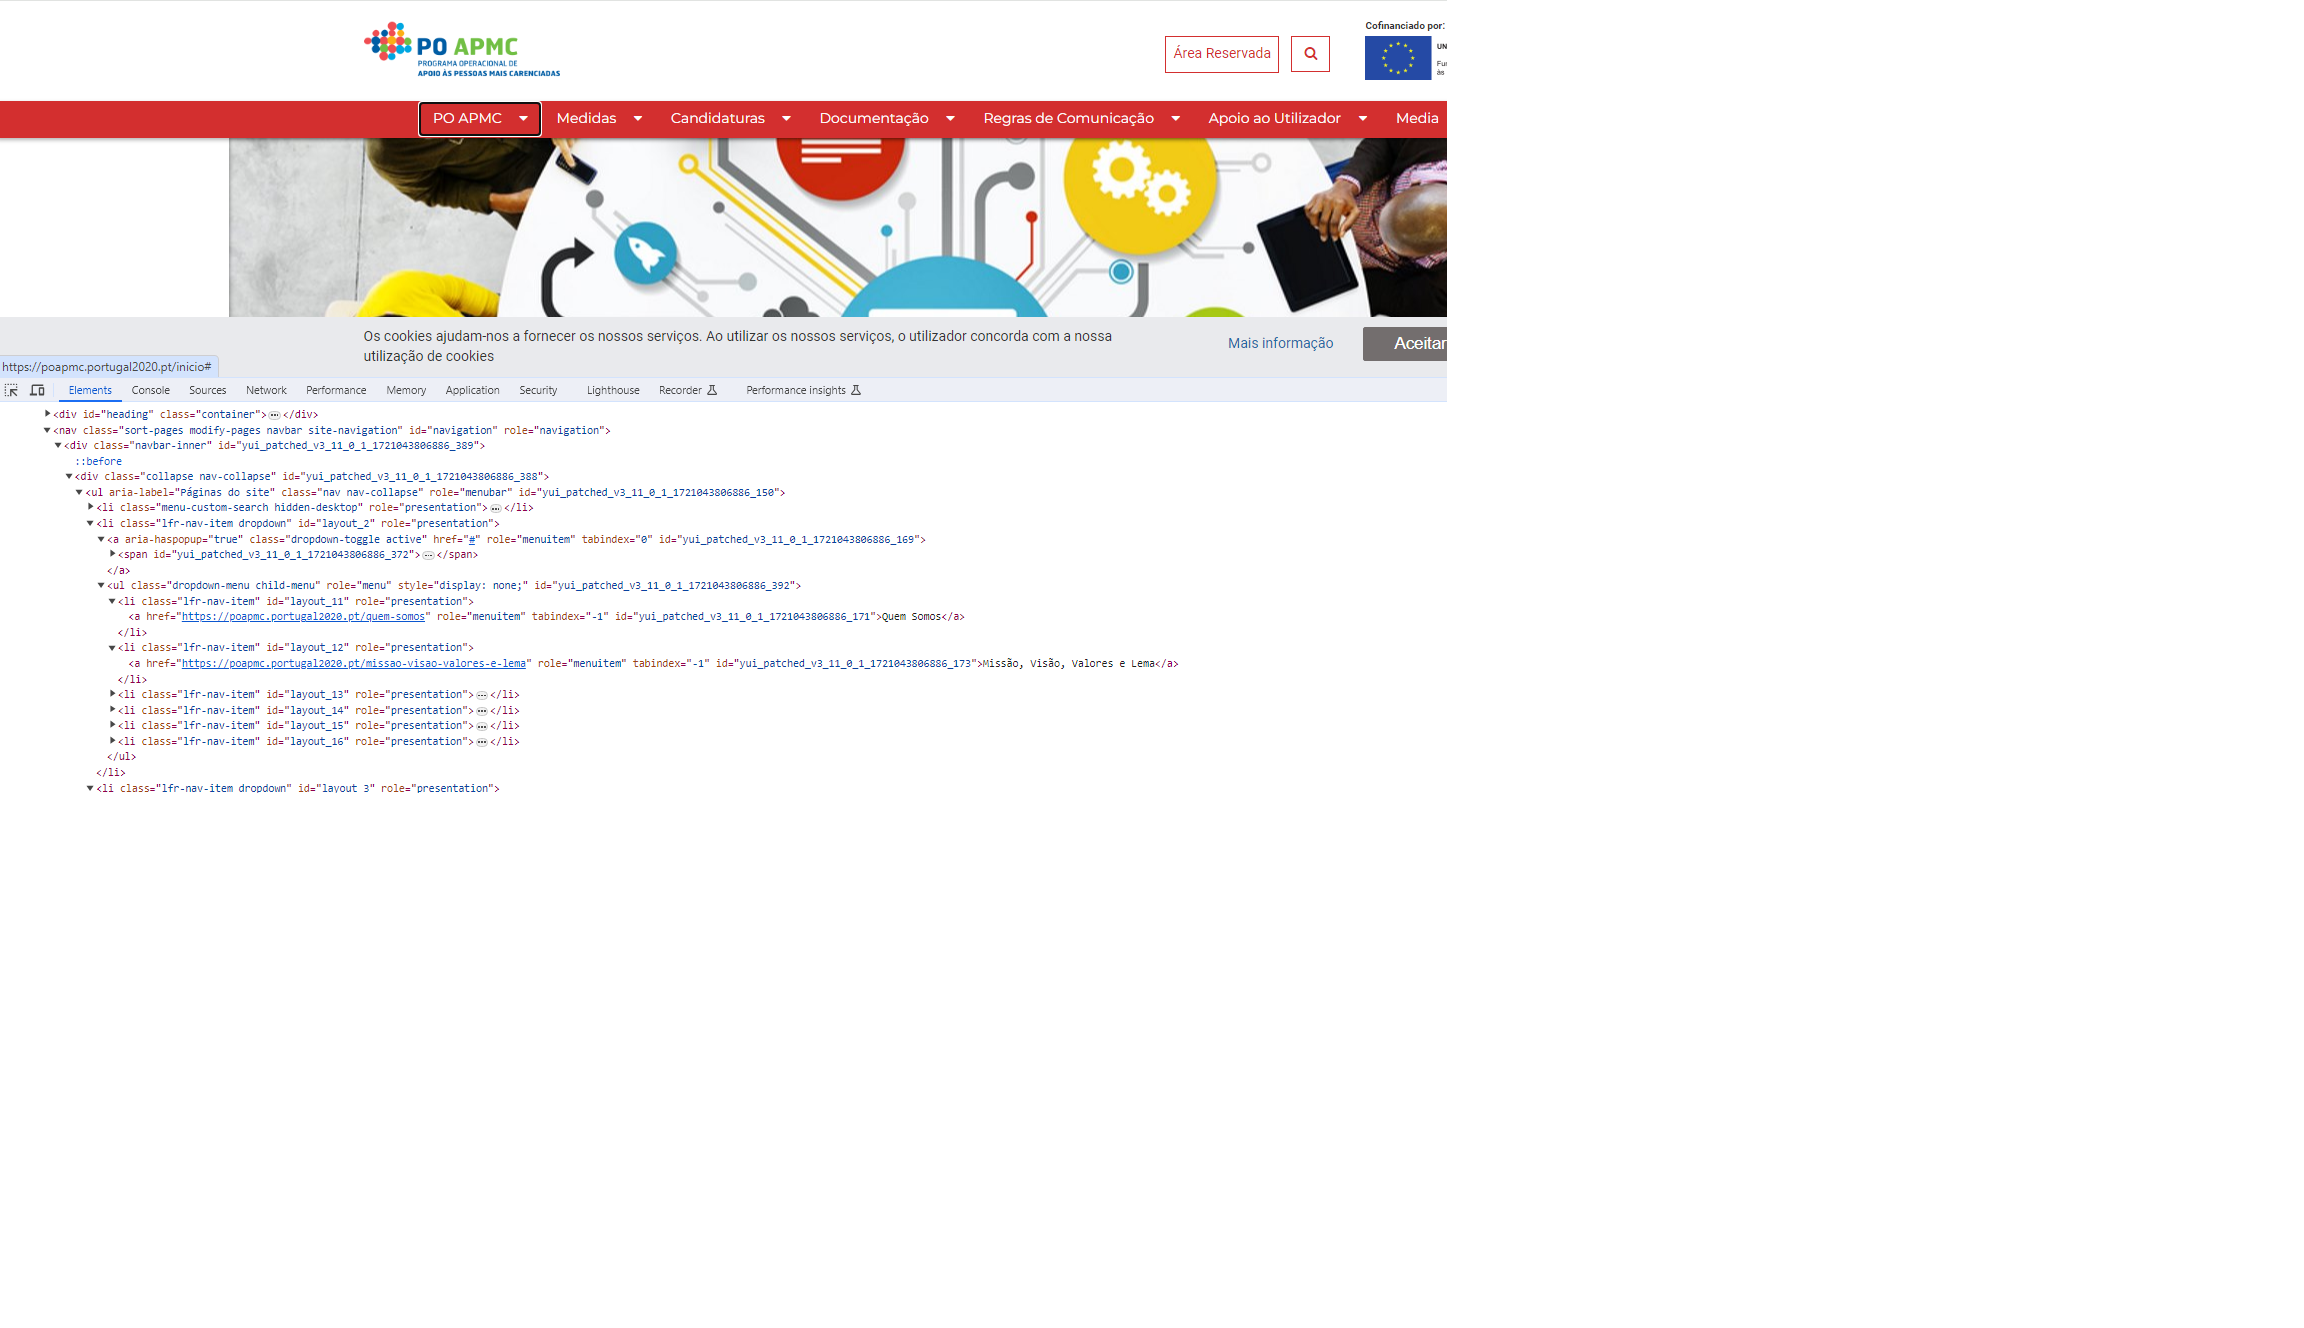 Cofinanciado por:
PO APMC
PROGRAMA OPERACIONAL DE
APOIO ÀS PESSOAS MAIS CARENCIADAS
Área Reservada
UN
Fu
às
PO APMC Medidas Candidaturas Documentação Regras de Comunicação Apoio ao Utilizador Media
Os cookies ajudam-nos a fornecer os nossos serviços. Ao utilizar os nossos serviços, o utilizador concorda com a nossa
utilização de cookies
Mais informação
Aceitar
https://poapmc.portugal2020.pt/inicio#
Elements Console Sources Network Performance Memory Application Security Lighthouse Recorder Performance insights
<div id="heading" class="container"> … </div>
<nav class="sort-pages modify-pages navbar site-navigation" id="navigation" role="navigation">
<div class="navbar-inner" id="yui_patched_v3_11_0_1_1721043806886_389">
::before
<div class="collapse nav-collapse" id="yui_patched_v3_11_0_1_1721043806886_388">
<ul aria-label="Páginas do site" class="nav nav-collapse" role="menubar" id="yui_patched_v3_11_0_1_1721043806886_150">
<li class="menu-custom-search hidden-desktop" role="presentation"> … </li>
<li class="lfr-nav-item dropdown" id="layout_2" role="presentation">
<a aria-haspopup="true" class="dropdown-toggle active" href="#" role="menuitem" tabindex="0" id="yui_patched_v3_11_0_1_1721043806886_169">
<span id="yui_patched_v3_11_0_1_1721043806886_372"> … </span>
</a>
<ul class="dropdown-menu child-menu" role="menu" style="display: none;" id="yui_patched_v3_11_0_1_1721043806886_392">
<li class="lfr-nav-item" id="layout_11" role="presentation">
<a href="https://poapmc.portugal2020.pt/quem-somos" role="menuitem" tabindex="-1" id="yui_patched_v3_11_0_1_1721043806886_171">Quem Somos</a>
</li>
<li class="lfr-nav-item" id="layout_12" role="presentation">
<a href="https://poapmc.portugal2020.pt/missao-visao-valores-e-lema" role="menuitem" tabindex="-1" id="yui_patched_v3_11_0_1_1721043806886_173">Missão, Visão, Valores e Lema</a>
</li>
<li class="lfr-nav-item" id="layout_13" role="presentation"> … </li>
<li class="lfr-nav-item" id="layout_14" role="presentation"> … </li>
<li class="lfr-nav-item" id="layout_15" role="presentation"> … </li>
<li class="lfr-nav-item" id="layout_16" role="presentation"> … </li>
</ul>
</li>
<li class="lfr-nav-item dropdown" id="layout_3" role="presentation">